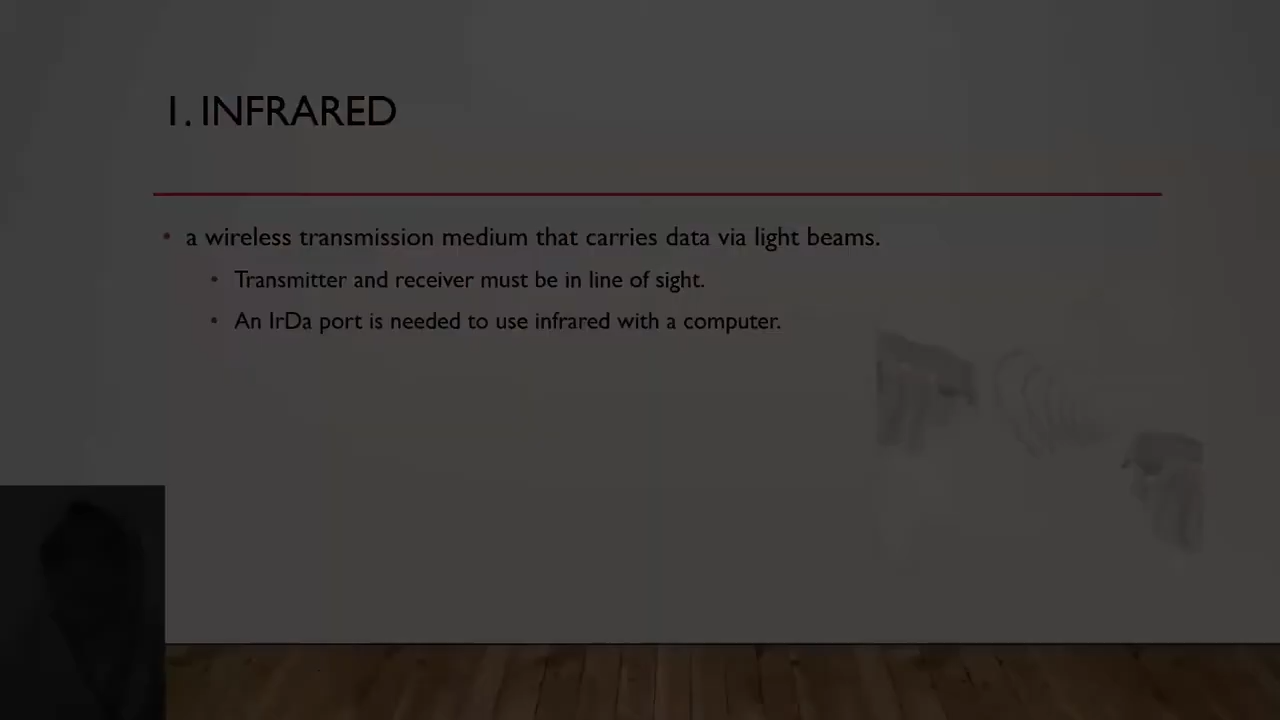 1. INFRARED
• a wireless transmission medium that carries data via light beams.
• Transmitter and receiver must be in line of sight.
• An IrDa port is needed to use infrared with a computer.